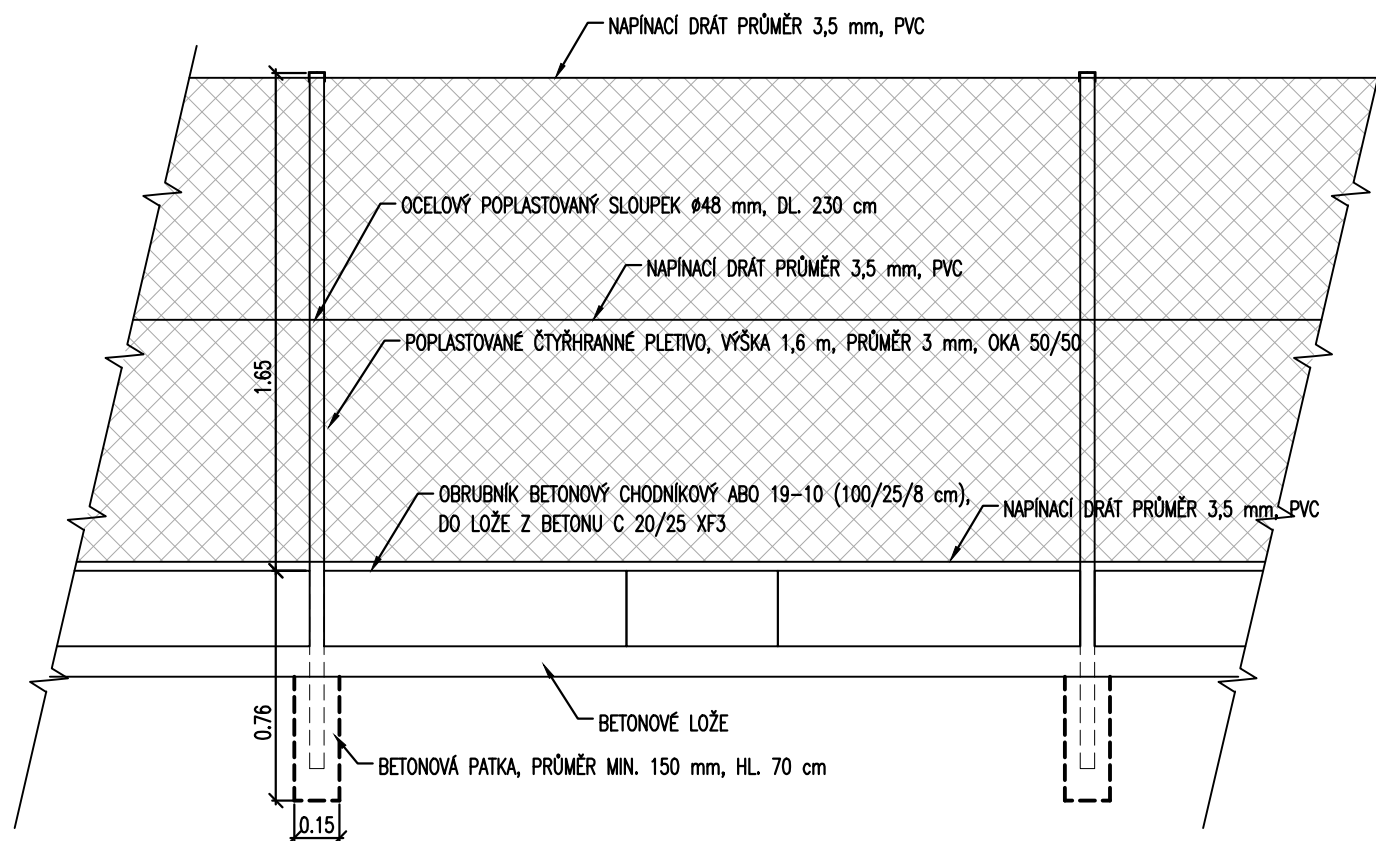 NAPÍNACÍ DRÁT PRŮMĚR 3,5 mm, PVC
OCELOVÝ POPLASTOVANÝ SLOUPEK ø48 mm, DL. 230 cm
NAPÍNACÍ DRÁT PRŮMĚR 3,5 mm, PVC
POPLASTOVANÉ ČTYŘHRANNÉ PLETIVO, VÝŠKA 1,6 m, PRŮMĚR 3 mm, OKA 50/50
1.65
OBRUBNÍK BETONOVÝ CHODNÍKOVÝ ABO 19-10 (100/25/8 cm),
DO LOŽE Z BETONU C 20/25 XF3
NAPÍNACÍ DRÁT PRŮMĚR 3,5 mm, PVC
0.76
BETONOVÉ LOŽE
BETONOVÁ PATKA, PRŮMĚR MIN. 150 mm, HL. 70 cm
0.15